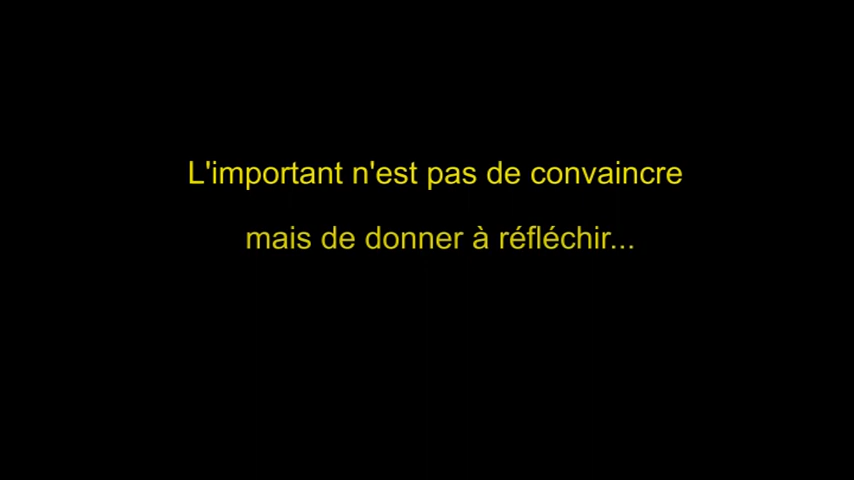 L'important n'est pas de convaincre
mais de donner à réfléchir...